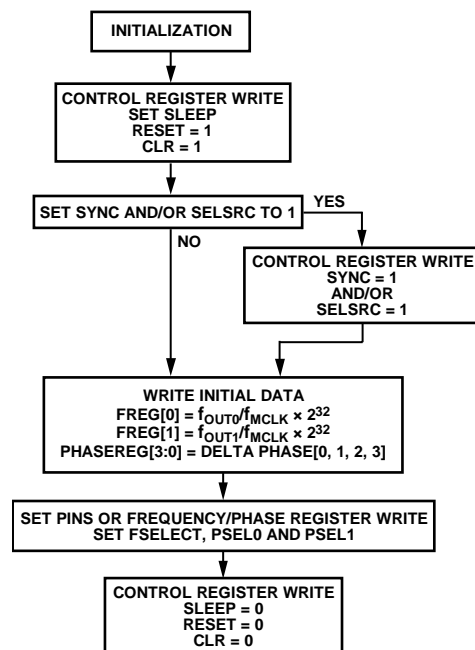 INITIALIZATION
CONTROL REGISTER WRITE
SET SLEEP
RESET = 1
CLR = 1
SET SYNC AND/OR SELSRC TO 1
YES
NO
CONTROL REGISTER WRITE
SYNC = 1
AND/OR
SELSRC = 1
WRITE INITIAL DATA
FREG[0] = fOUT0/fMCLK × 2³²
FREG[1] = fOUT1/fMCLK × 2³²
PHASEREG[3:0] = DELTA PHASE[0, 1, 2, 3]
SET PINS OR FREQUENCY/PHASE REGISTER WRITE
SET FSELECT, PSEL0 AND PSEL1
CONTROL REGISTER WRITE
SLEEP = 0
RESET = 0
CLR = 0